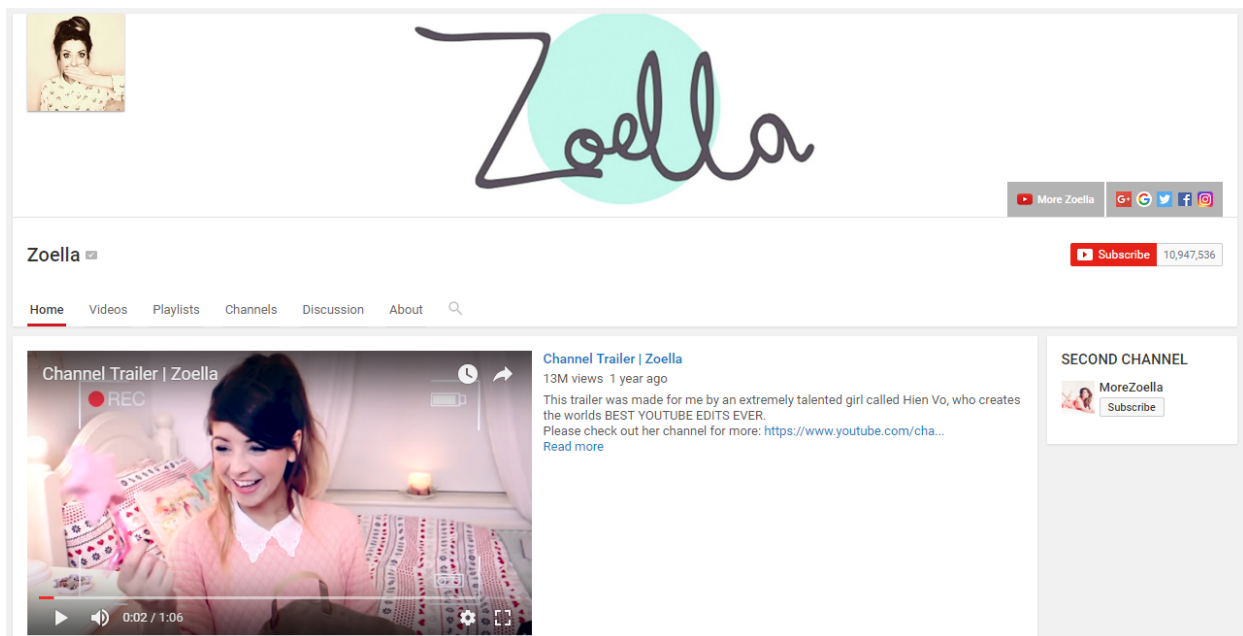 Zoella
More Zoella
Zoella
Subscribe 10,947,536
Home Videos Playlists Channels Discussion About
Channel Trailer | Zoella
REC
0:02 / 1:06
Channel Trailer | Zoella
13M views 1 year ago
This trailer was made for me by an extremely talented girl called Hien Vo, who creates
the worlds BEST YOUTUBE EDITS EVER.
Please check out her channel for more: https://www.youtube.com/cha...
Read more
SECOND CHANNEL
MoreZoella
Subscribe